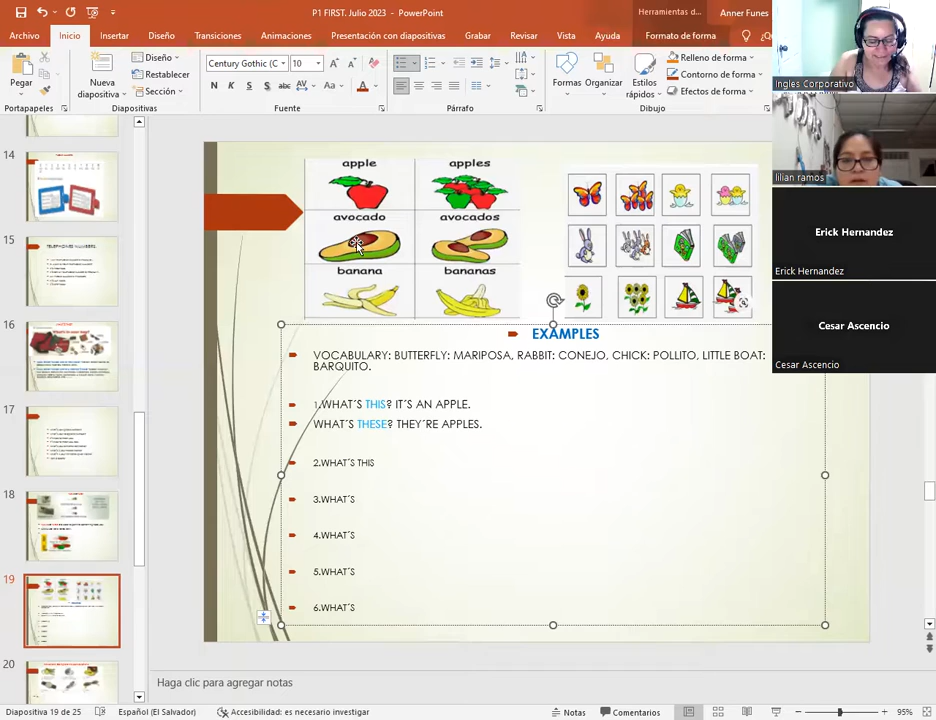 P1 FIRST. Julio 2023 - PowerPoint
Herramientas d...
Anner Funes
Archivo
Inicio
Insertar
Diseño
Transiciones
Animaciones
Presentación con diapositivas
Grabar
Revisar
Vista
Ayuda
Formato de forma
Pegar
Nueva diapositiva
Diseño
Restablecer
Sección
Century Gothic (C
10
N K S abc AV Aa A
Formas
Organizar
Estilos rápidos
Relleno de forma
Contorno de forma
Efectos de forma
Portapapeles
Diapositivas
Fuente
Párrafo
Dibujo
Ingles Corporativo
lilian ramos
Erick Hernandez
Erick Hernandez
Cesar Ascencio
Cesar Ascencio
14
15
TELEPHONES NUMBERS.
16
17
18
19
20
apple
apples
avocado
avocados
banana
bananas
EXAMPLES
VOCABULARY: BUTTERFLY: MARIPOSA, RABBIT: CONEJO, CHICK: POLLITO, LITTLE BOAT:
BARQUITO.
1.WHAT´S THIS? IT´S AN APPLE.
WHAT´S THESE? THEY´RE APPLES.
2.WHAT´S THIS
3.WHAT´S
4.WHAT´S
5.WHAT´S
6.WHAT´S
Haga clic para agregar notas
Diapositiva 19 de 25
Español (El Salvador)
Accesibilidad: es necesario investigar
Notas
Comentarios
95%